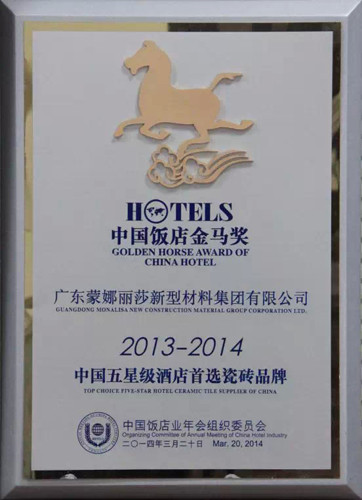 HOTELS
中国饭店金马奖
GOLDEN HORSE AWARD OF
CHINA HOTEL
广东蒙娜丽莎新型材料集团有限公司
GUANGDONG MONALISA NEW CONSTRUCTION MATERIAL GROUP CORPORATION LTD.
2013-2014
中国五星级酒店首选瓷砖品牌
TOP CHOICE FIVE-STAR HOTEL CERAMIC TILE SUPPLIER OF CHINA
中国饭店业年会组织委员会
Organizing Committee of Annual Meeting of China Hotel Industry
二〇一四年三月二十日 Mar. 20, 2014